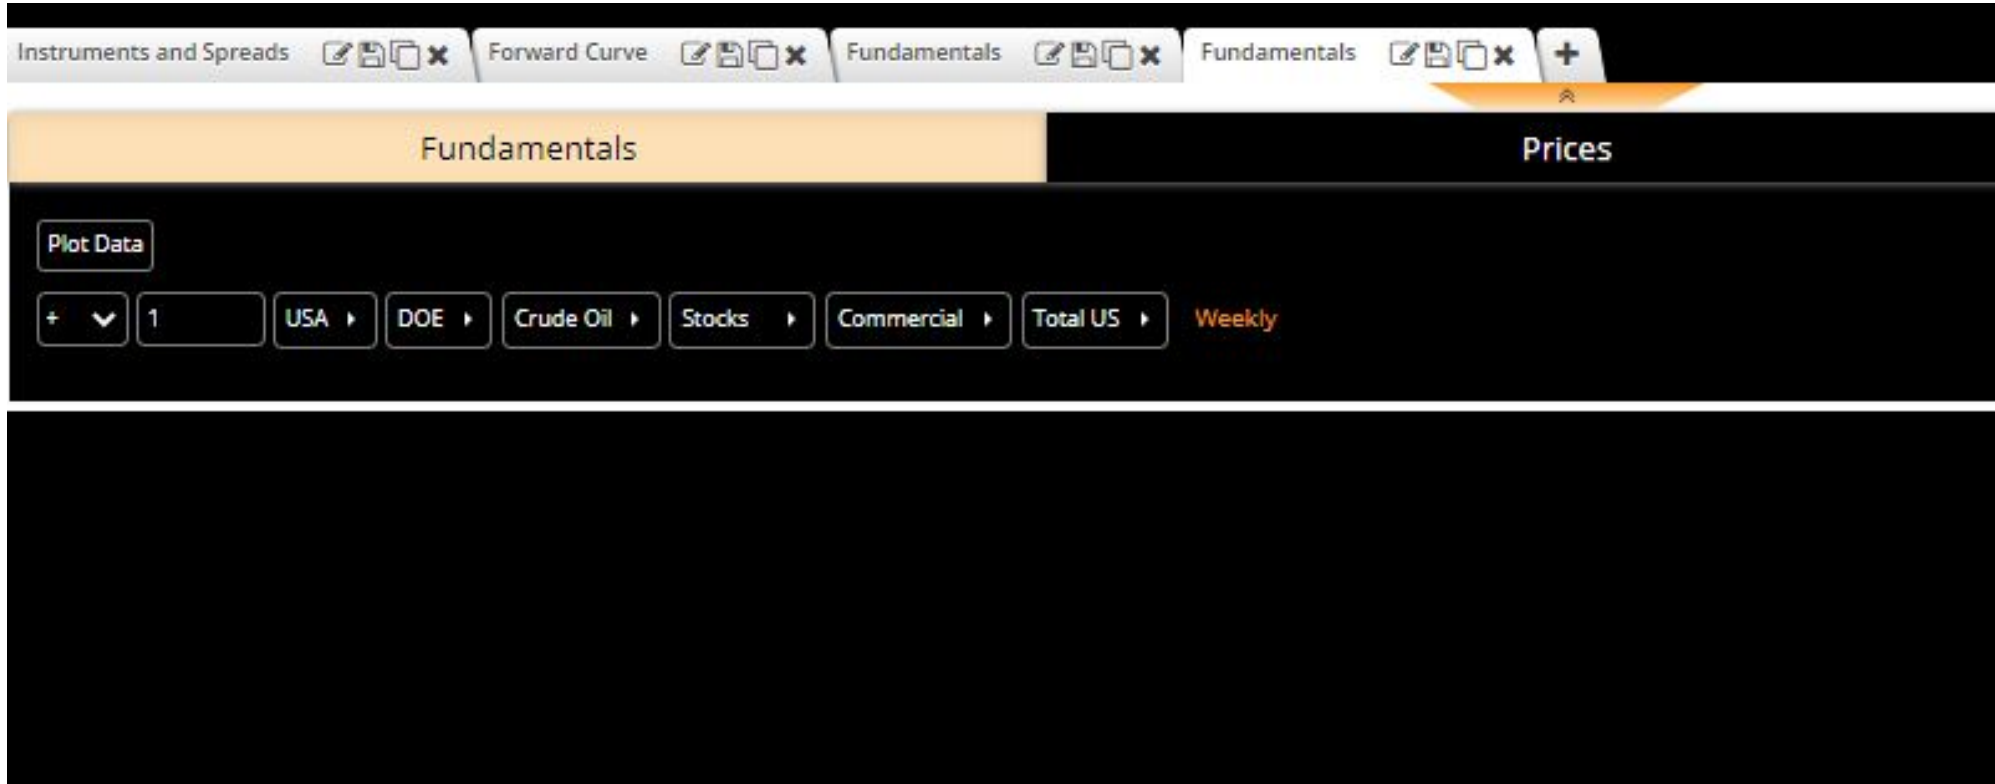 Instruments and Spreads Forward Curve Fundamentals Fundamentals +
Fundamentals Prices
Plot Data
+ 1 USA DOE Crude Oil Stocks Commercial Total US Weekly